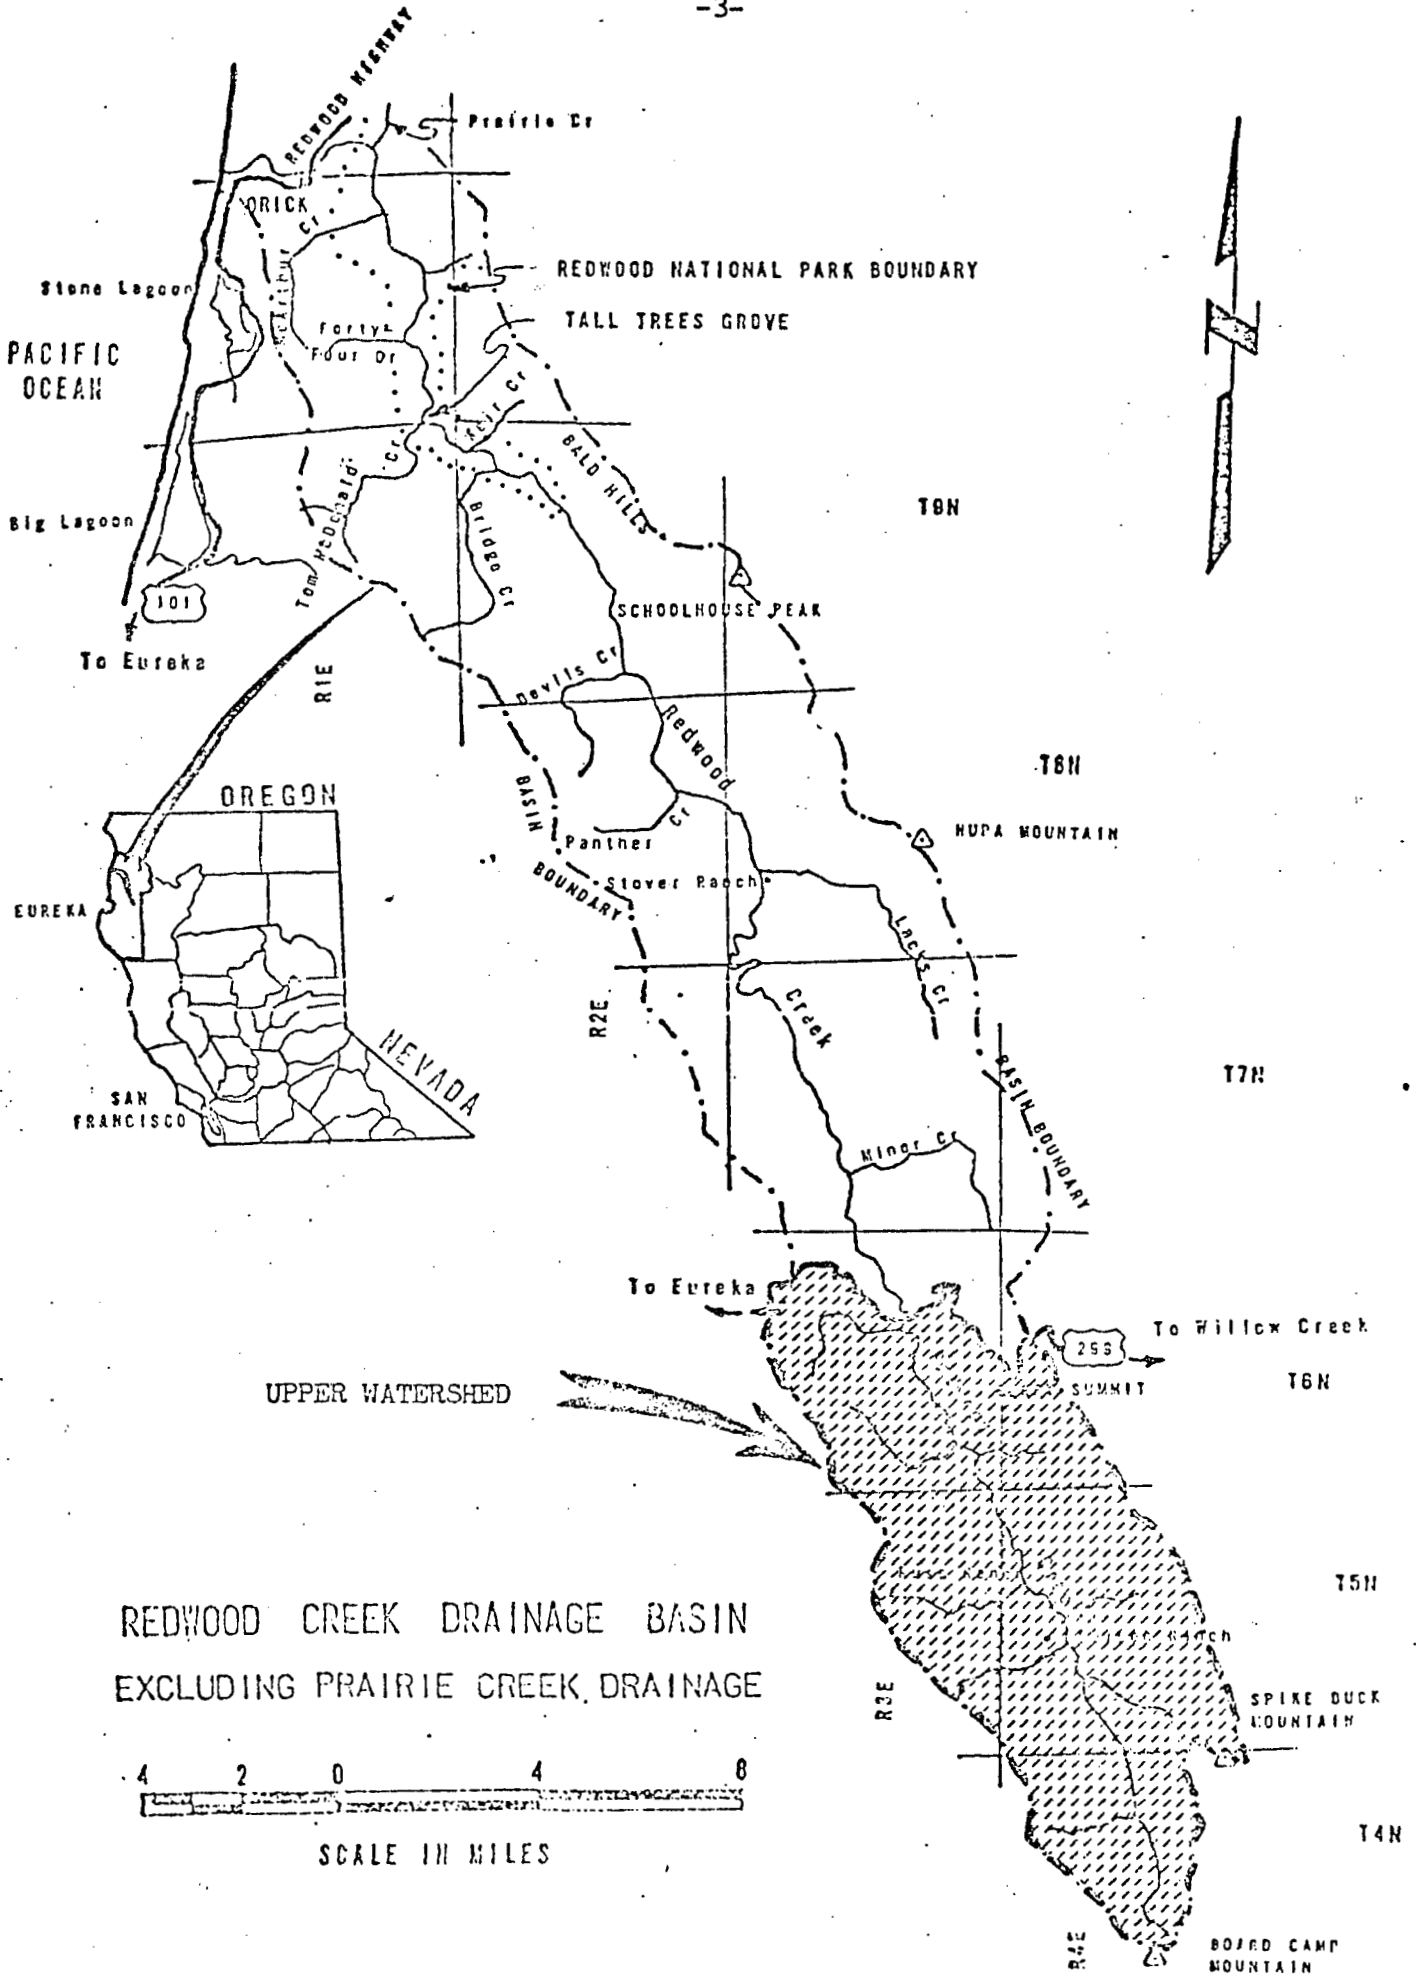 -3-
REDWOOD HIGHWAY
Prairie Cr
ORICK
Cr
REDWOOD NATIONAL PARK BOUNDARY
Stone Lagoon
TALL TREES GROVE
Forty
Four Cr
PACIFIC
OCEAN
Cr
BALD HILLS
Tom McDonald Cr
Big Lagoon
Bridge Cr
T9N
101
SCHOOLHOUSE PEAK
To Eureka
R1E
Devils Cr
Redwood
T8N
OREGON
BASIN
BOUNDARY
Panther Cr
HUPA MOUNTAIN
Stover Ranch
EUREKA
Lacks Cr
R2E
Creek
NEVADA
T7N
BASIN BOUNDARY
SAN
FRANCISCO
Minor Cr
To Eureka
To Willow Creek
299
SUMMIT
T6N
UPPER WATERSHED
T5N
REDWOOD CREEK DRAINAGE BASIN
EXCLUDING PRAIRIE CREEK DRAINAGE
Ranch
R3E
SPIKE BUCK
MOUNTAIN
4 2 0 4 8
SCALE IN MILES
T4N
R4E
BOARD CAMP
MOUNTAIN